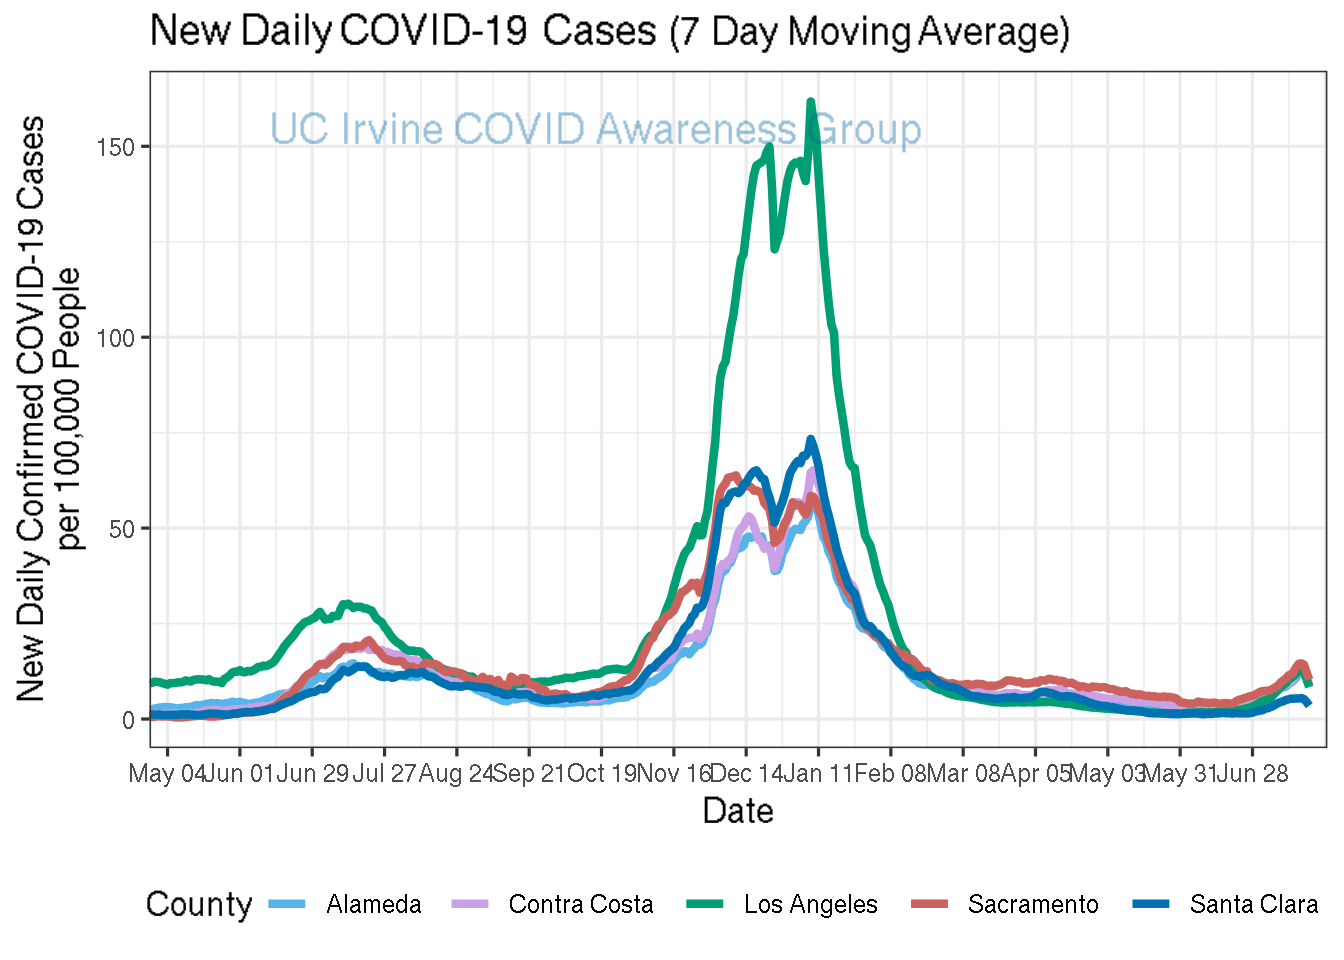 New Daily COVID-19 Cases (7 Day Moving Average)
UC Irvine COVID Awareness Group
New Daily Confirmed COVID-19 Cases
per 100,000 People
150
100
50
0
May 04 Jun 01 Jun 29 Jul 27 Aug 24 Sep 21 Oct 19 Nov 16 Dec 14 Jan 11 Feb 08 Mar 08 Apr 05 May 03 May 31 Jun 28
Date
County Alameda Contra Costa Los Angeles Sacramento Santa Clara